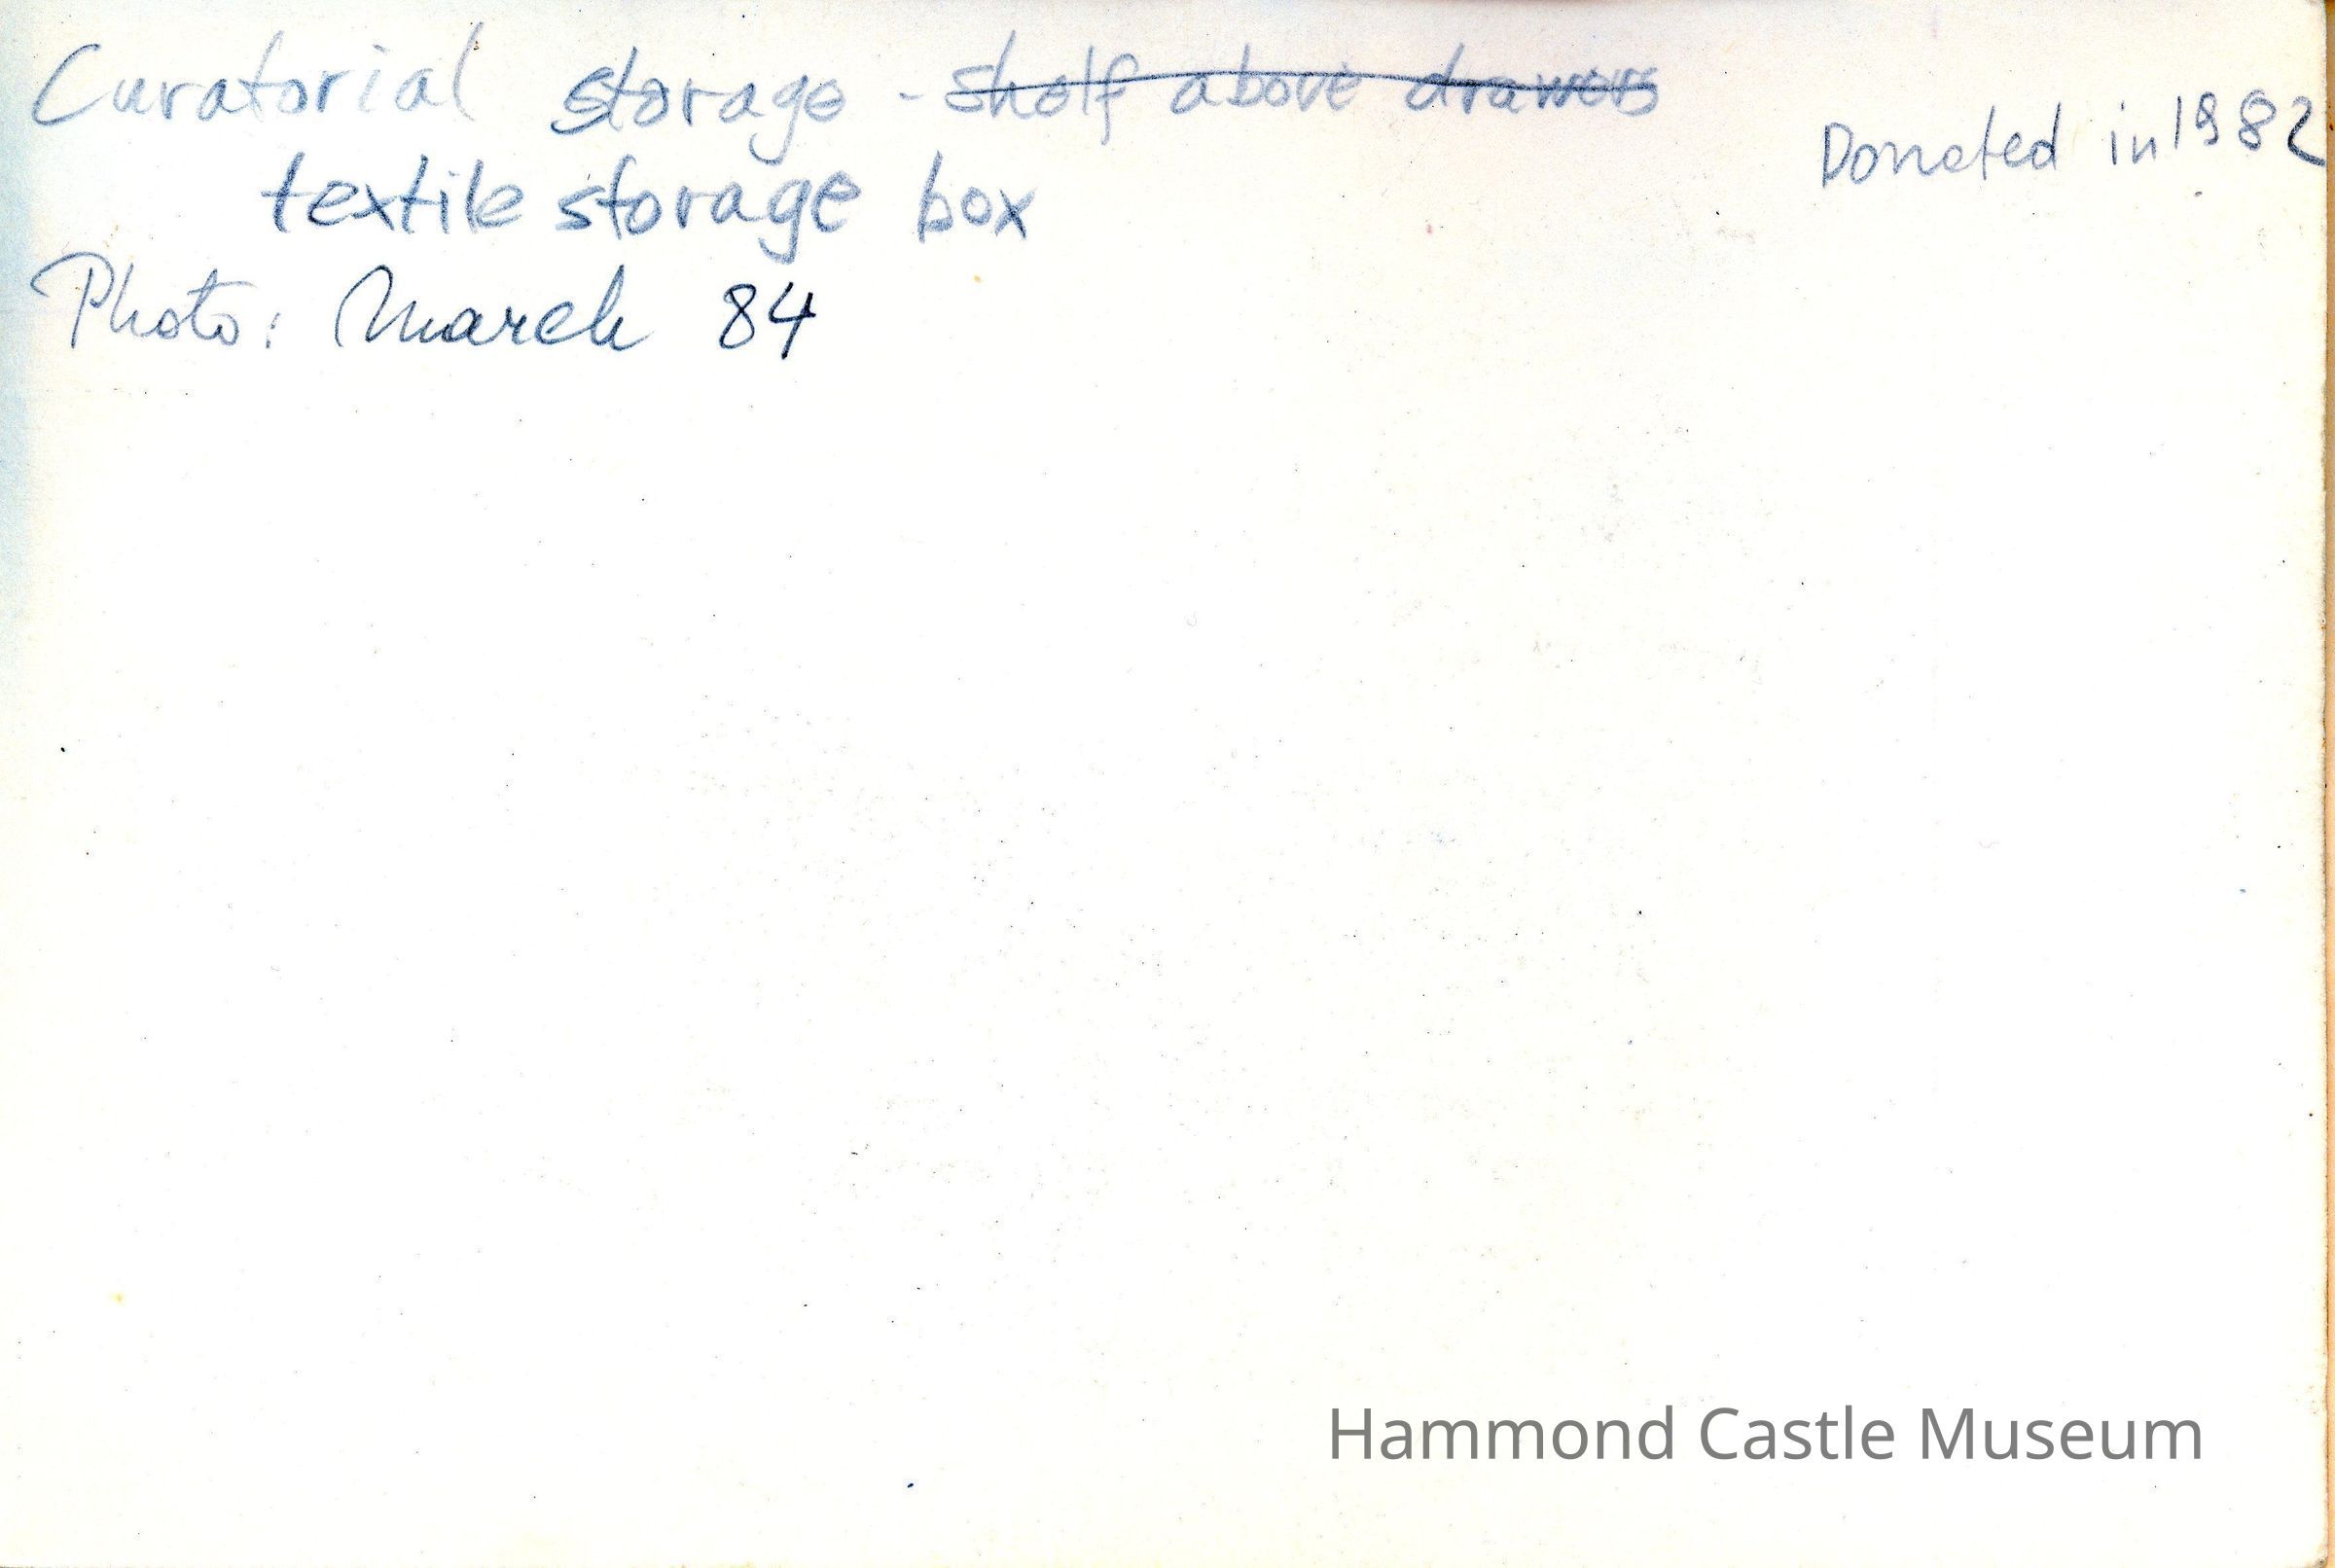 Curatorial storage - shelf above drawers
Donated in 1982
textile storage box
Photo: March 84
Hammond Castle Museum